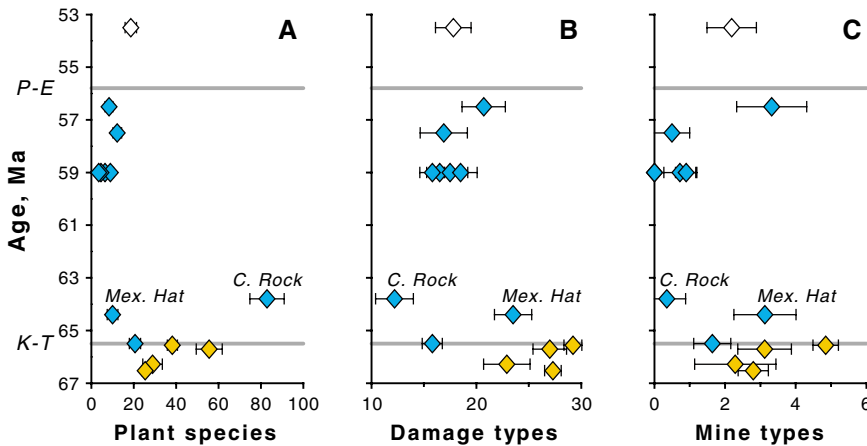 A
B
C
Age, Ma
53
55
57
59
61
63
65
67
P-E
K-T
Mex. Hat
C. Rock
C. Rock
Mex. Hat
C. Rock
Mex. Hat
0 20 40 60 80 100
10 20 30
0 2 4 6
Plant species
Damage types
Mine types